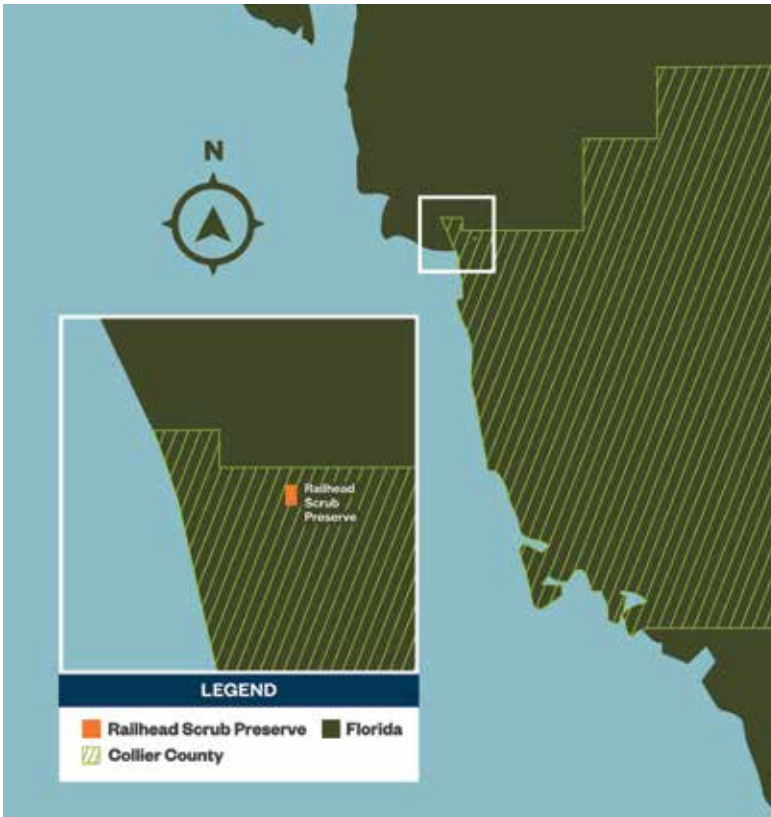 N
Railhead
Scrub
Preserve
LEGEND
Railhead Scrub Preserve Florida
Collier County